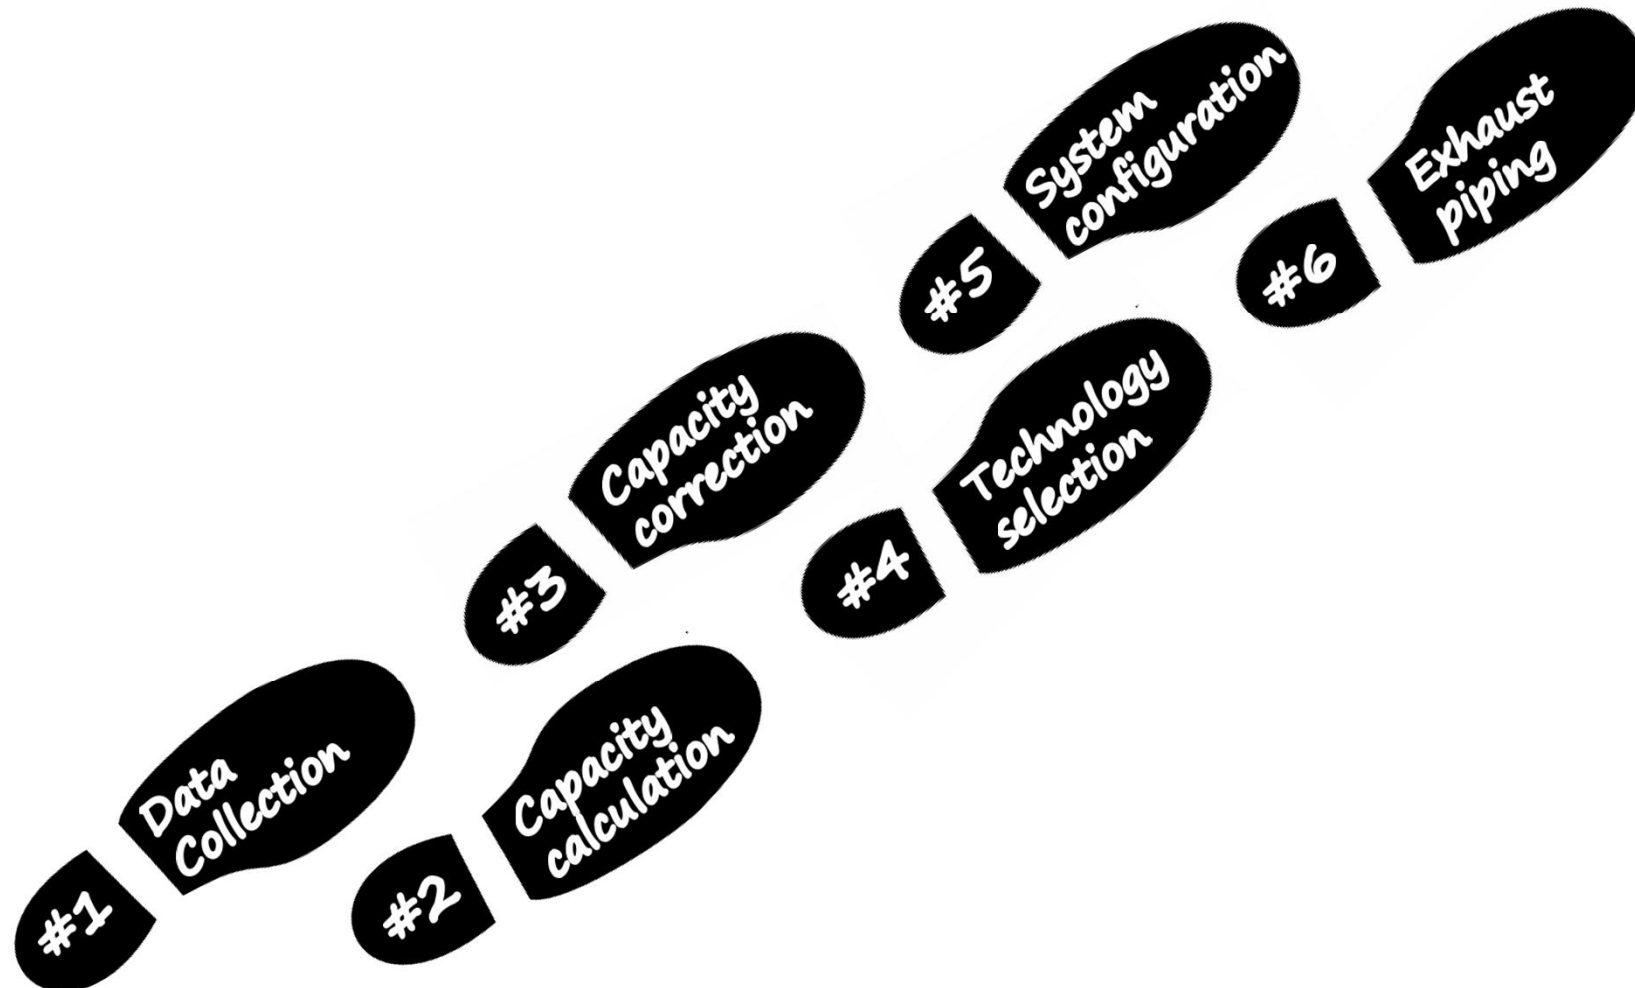 #1
Data
Collection
#2
Capacity
calculation
#3
Capacity
correction
#4
Technology
selection
#5
System
configuration
#6
Exhaust
piping